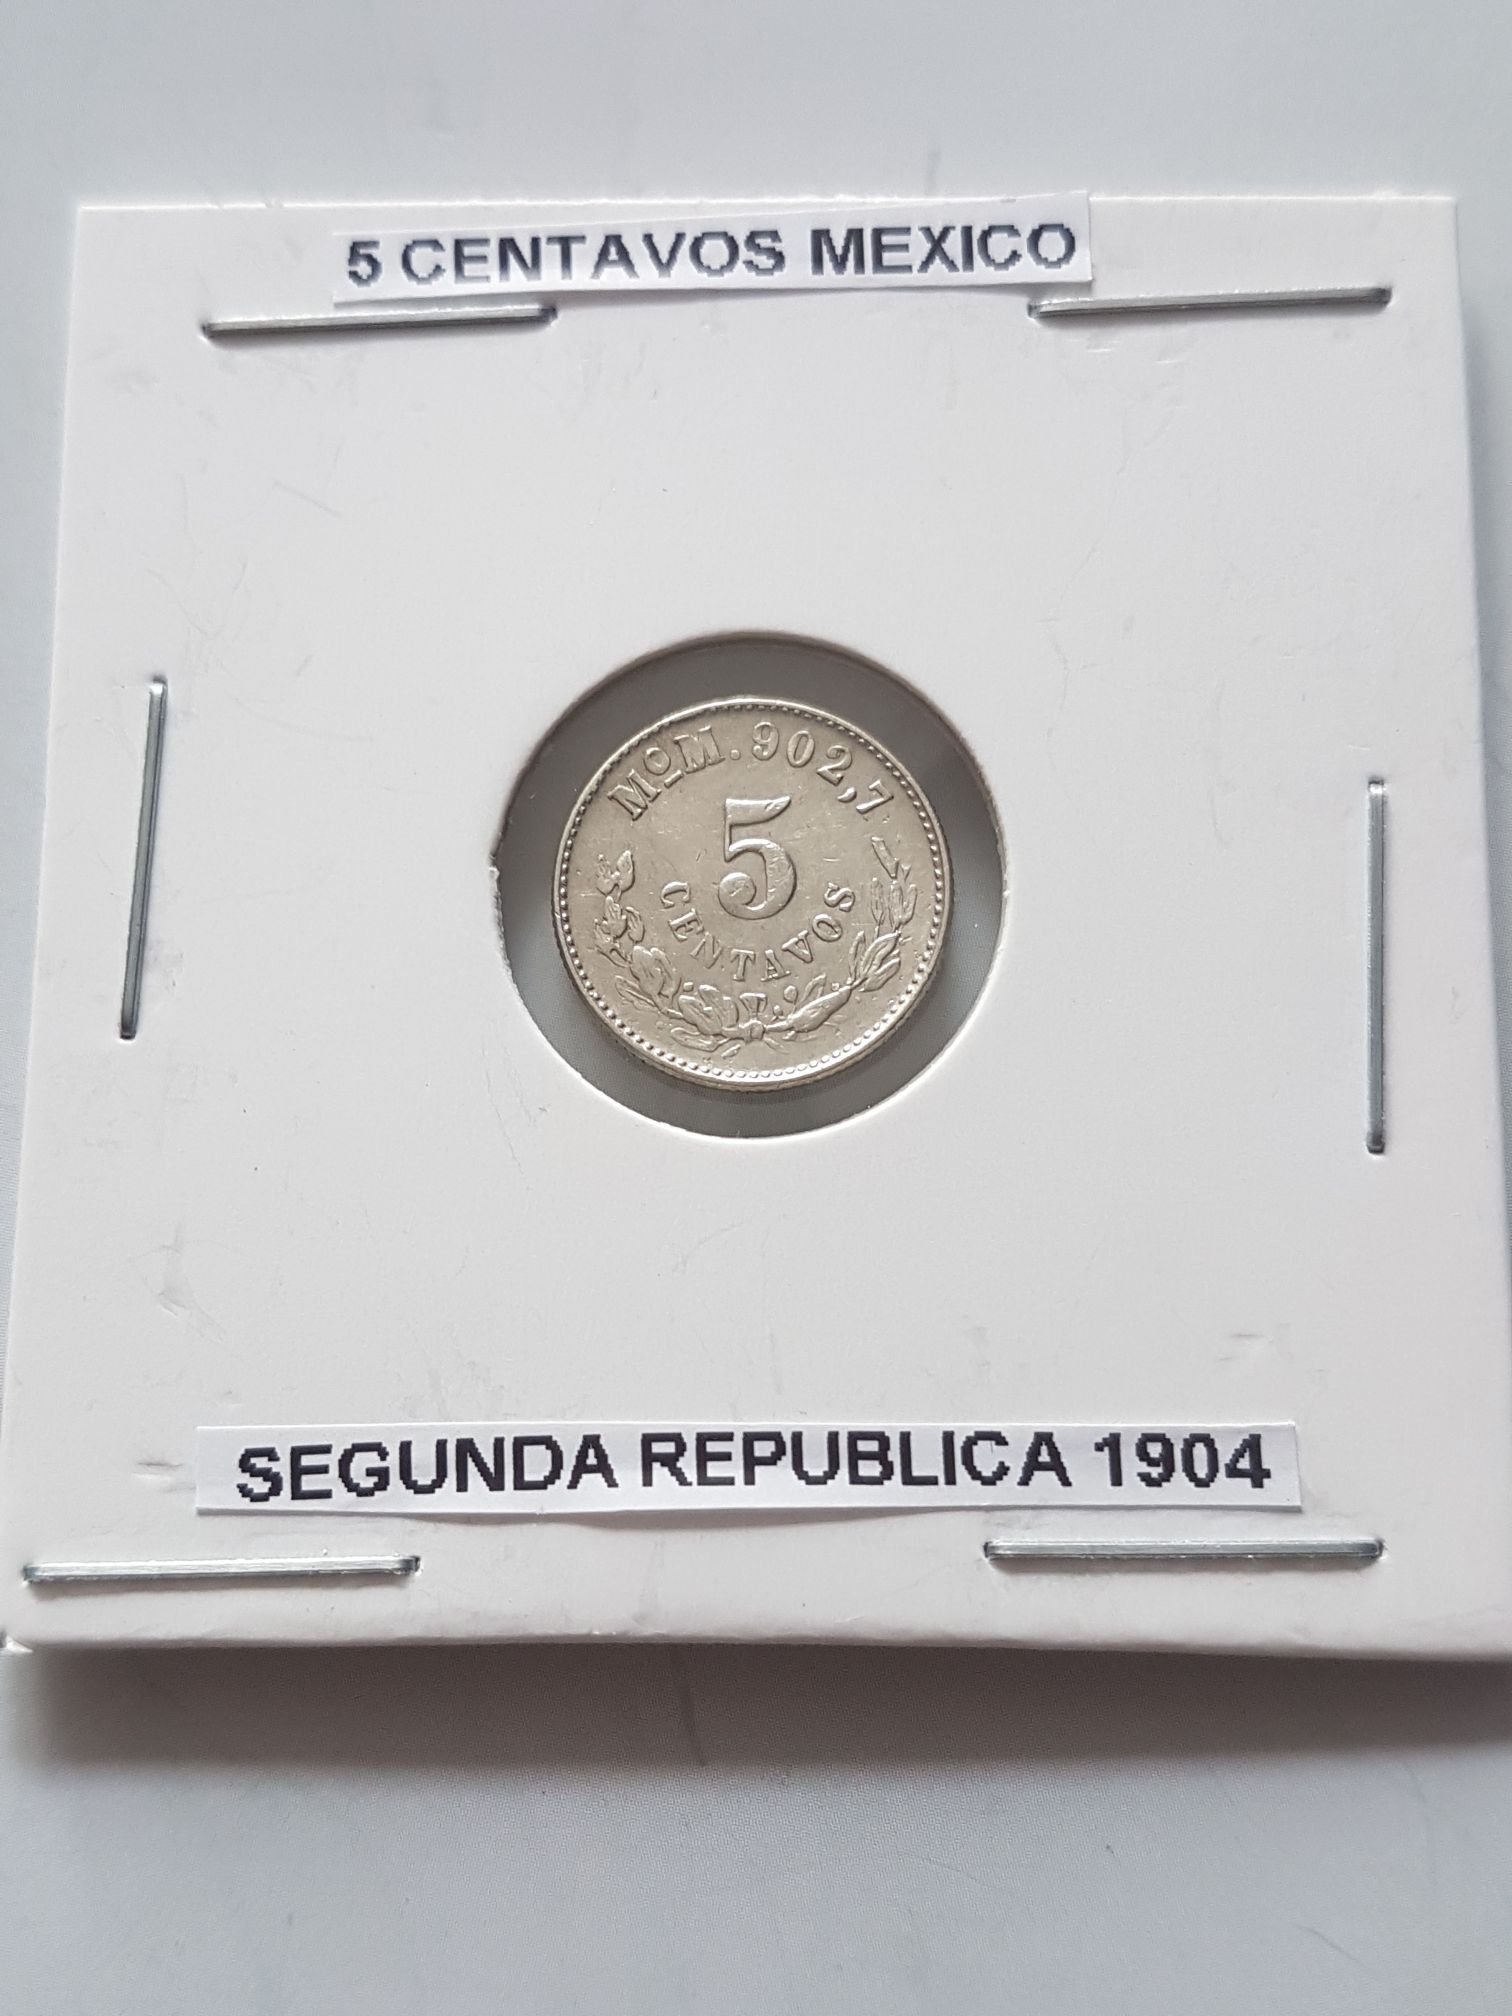 5 CENTAVOS MEXICO
MºM. 902,7
5
CENTAVOS
SEGUNDA REPUBLICA 1904